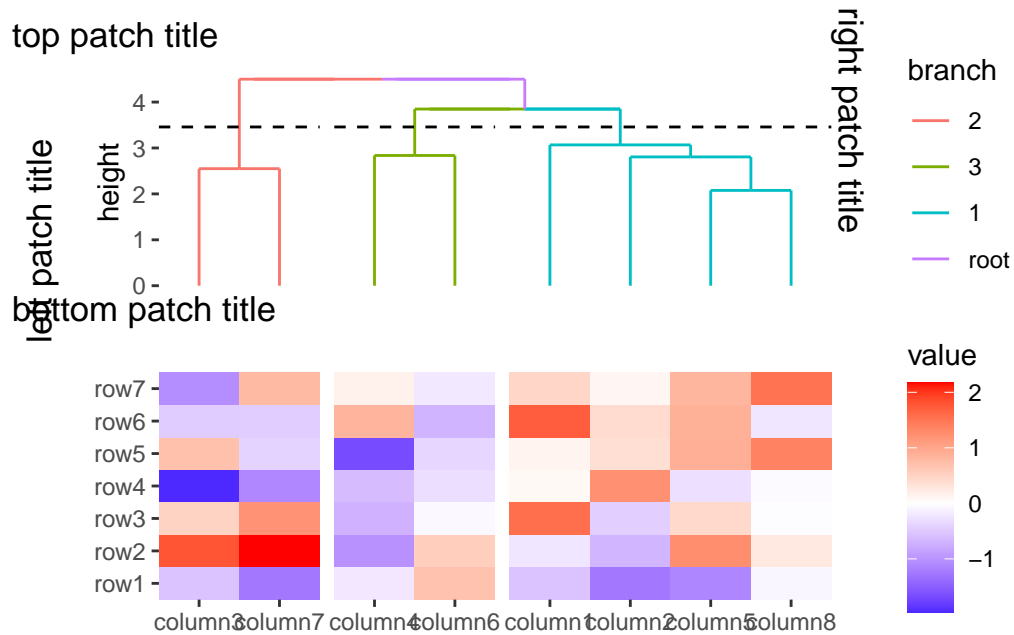 top patch title
right patch title
left patch title
height
4
3
2
1
0
branch
2
3
1
root
bottom patch title
row7
row6
row5
row4
row3
row2
row1
column3
column7
column4
column6
column1
column2
column5
column8
value
2
1
0
−1